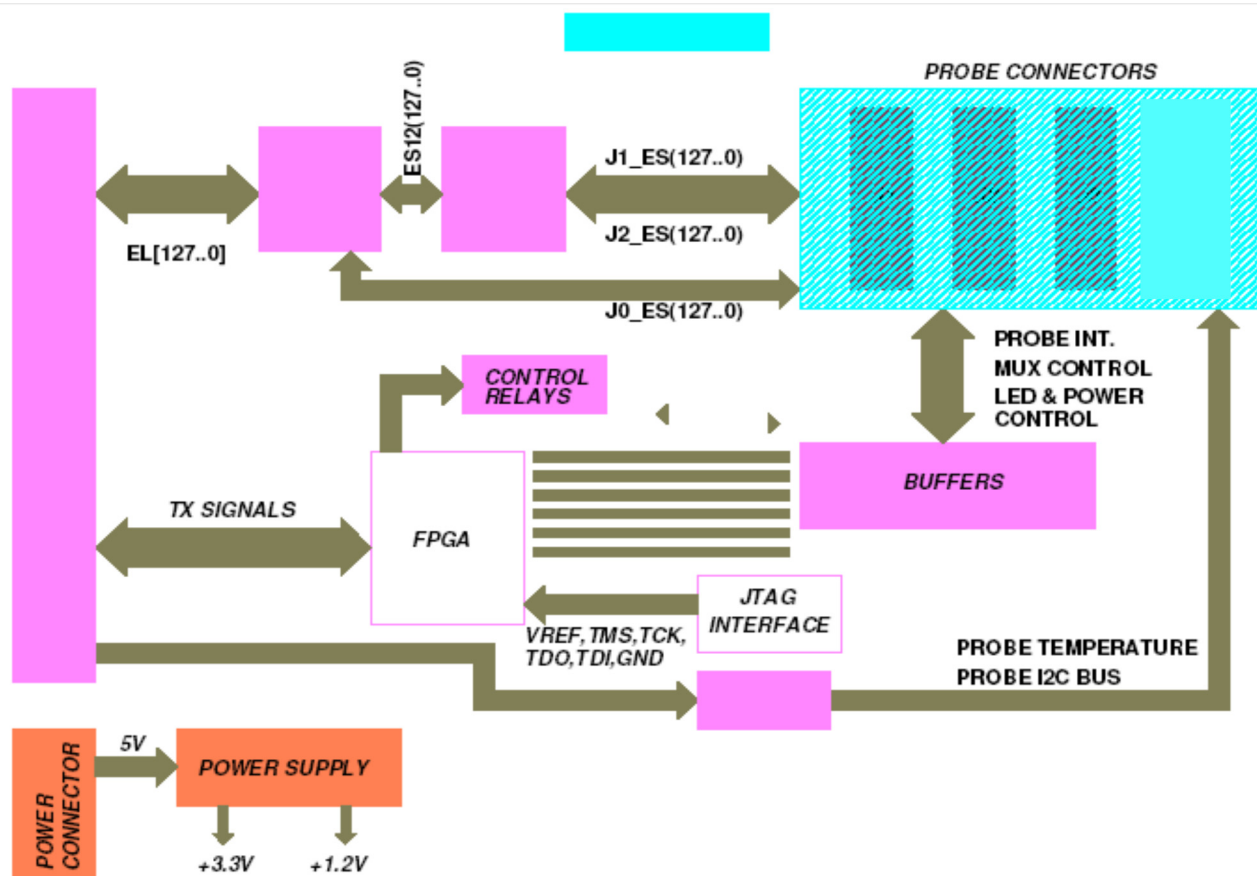 PROBE CONNECTORS
ES12(127..0)
J1_ES(127..0)
EL[127..0]
J2_ES(127..0)
J0_ES(127..0)
PROBE INT.
MUX CONTROL
LED & POWER
CONTROL
CONTROL
RELAYS
BUFFERS
TX SIGNALS
FPGA
JTAG
INTERFACE
VREF,TMS,TCK,
TDO,TDI,GND
PROBE TEMPERATURE
PROBE I2C BUS
POWER
CONNECTOR
5V
POWER SUPPLY
+3.3V
+1.2V